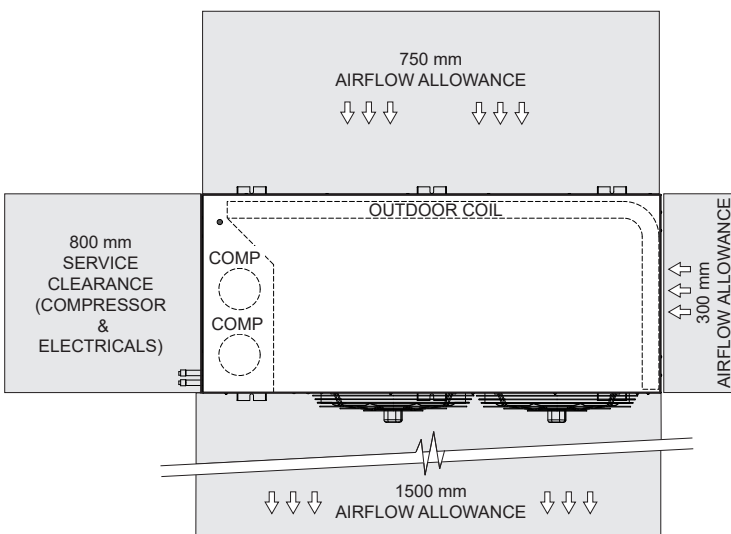 750 mm
AIRFLOW ALLOWANCE
OUTDOOR COIL
800 mm
SERVICE
CLEARANCE
(COMPRESSOR
&
ELECTRICALS)
COMP
COMP
300 mm
AIRFLOW ALLOWANCE
1500 mm
AIRFLOW ALLOWANCE